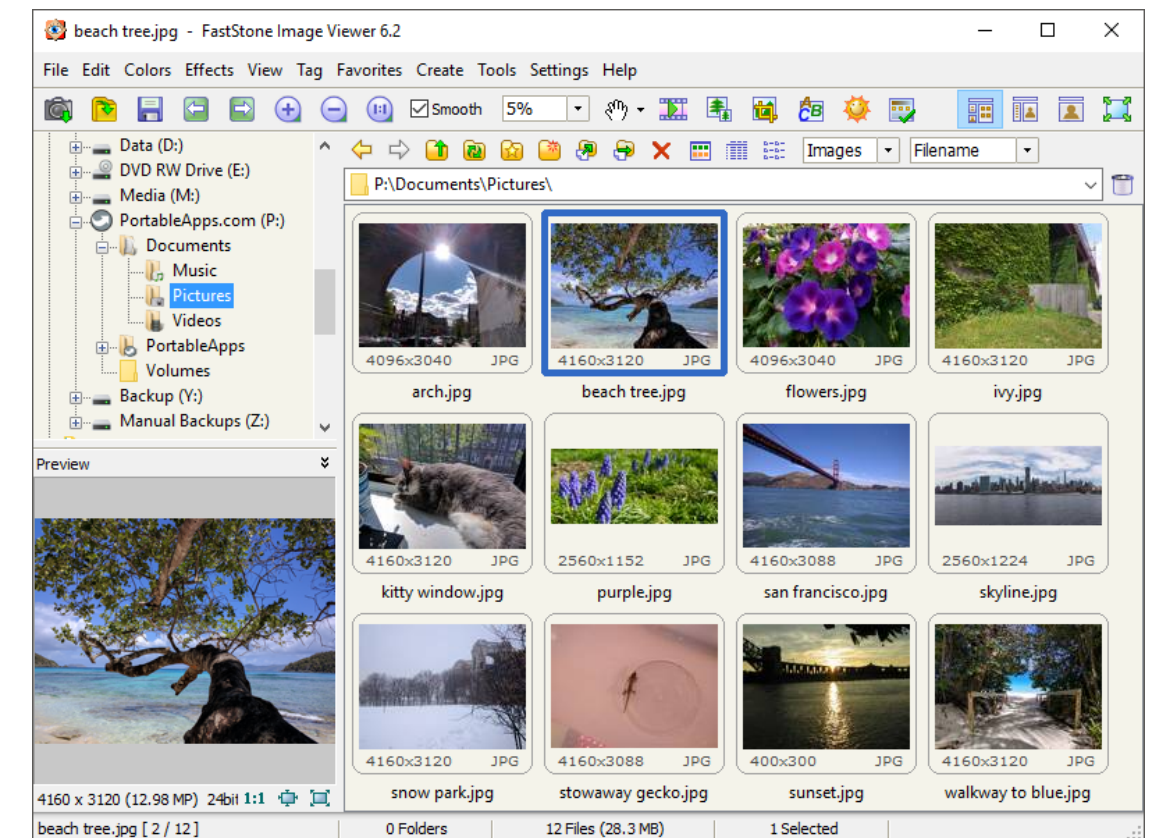 beach tree.jpg - FastStone Image Viewer 6.2
File Edit Colors Effects View Tag Favorites Create Tools Settings Help
1:1 Smooth 5%
Data (D:)
DVD RW Drive (E:)
Media (M:)
PortableApps.com (P:)
Documents
Music
Pictures
Videos
PortableApps
Volumes
Backup (Y:)
Manual Backups (Z:)
Images Filename
P:\Documents\Pictures\
4096x3040 JPG 4160x3120 JPG 4096x3040 JPG 4160x3120 JPG
arch.jpg beach tree.jpg flowers.jpg ivy.jpg
4160x3120 JPG 2560x1152 JPG 4160x3088 JPG 2560x1224 JPG
kitty window.jpg purple.jpg san francisco.jpg skyline.jpg
4160x3120 JPG 4160x3088 JPG 400x300 JPG 4160x3120 JPG
snow park.jpg stowaway gecko.jpg sunset.jpg walkway to blue.jpg
Preview
4160 x 3120 (12.98 MP) 24bit 1:1
beach tree.jpg [ 2 / 12 ] 0 Folders 12 Files (28.3 MB) 1 Selected